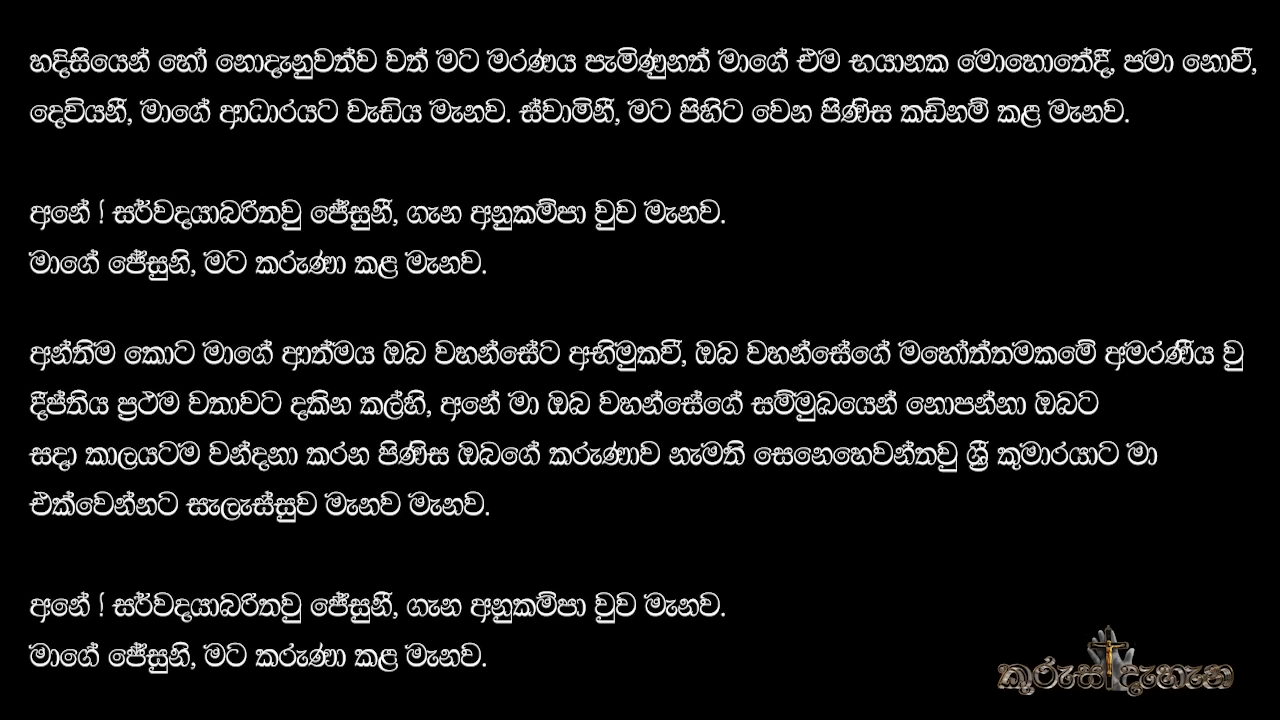 හදිසියෙන් හෝ නොදැනුවත්ව වත් මට මරණය පැමිණුනත් මාගේ එම භයානක මොහොතේදී, පමා නොවී,
දෙවියනී, මාගේ ආධාරයට වැඩිය මැනව. ස්වාමිනී, මට පිහිට වෙන පිණිස කඩිනම් කළ මැනව.
අනේ ! සර්වදයාබරිතවු ජේසුනී, ගැන අනුකම්පා වුව මැනව.
මාගේ ජේසුනි, මට කරුණා කළ මැනව.
අන්තිම කොට මාගේ ආත්මය ඔබ වහන්සේට අභිමුකවී, ඔබ වහන්සේගේ මහෝත්තමකමේ අමරණීය වු
දීප්තිය ප්‍රථම වතාවට දකින කල්හි, අනේ මා ඔබ වහන්සේගේ සම්මුඛයෙන් නොපන්නා ඔබට
සදා කාලයටම වන්දනා කරන පිණිස ඔබගේ කරුණාව නැමති සෙනෙහෙවන්තවු ශ්‍රී කුමාරයාට මා
එක්වෙන්නට සැලැස්සුව මැනව මැනව.
අනේ ! සර්වදයාබරිතවු ජේසුනී, ගැන අනුකම්පා වුව මැනව.
මාගේ ජේසුනි, මට කරුණා කළ මැනව.
කුරුස දැහැන